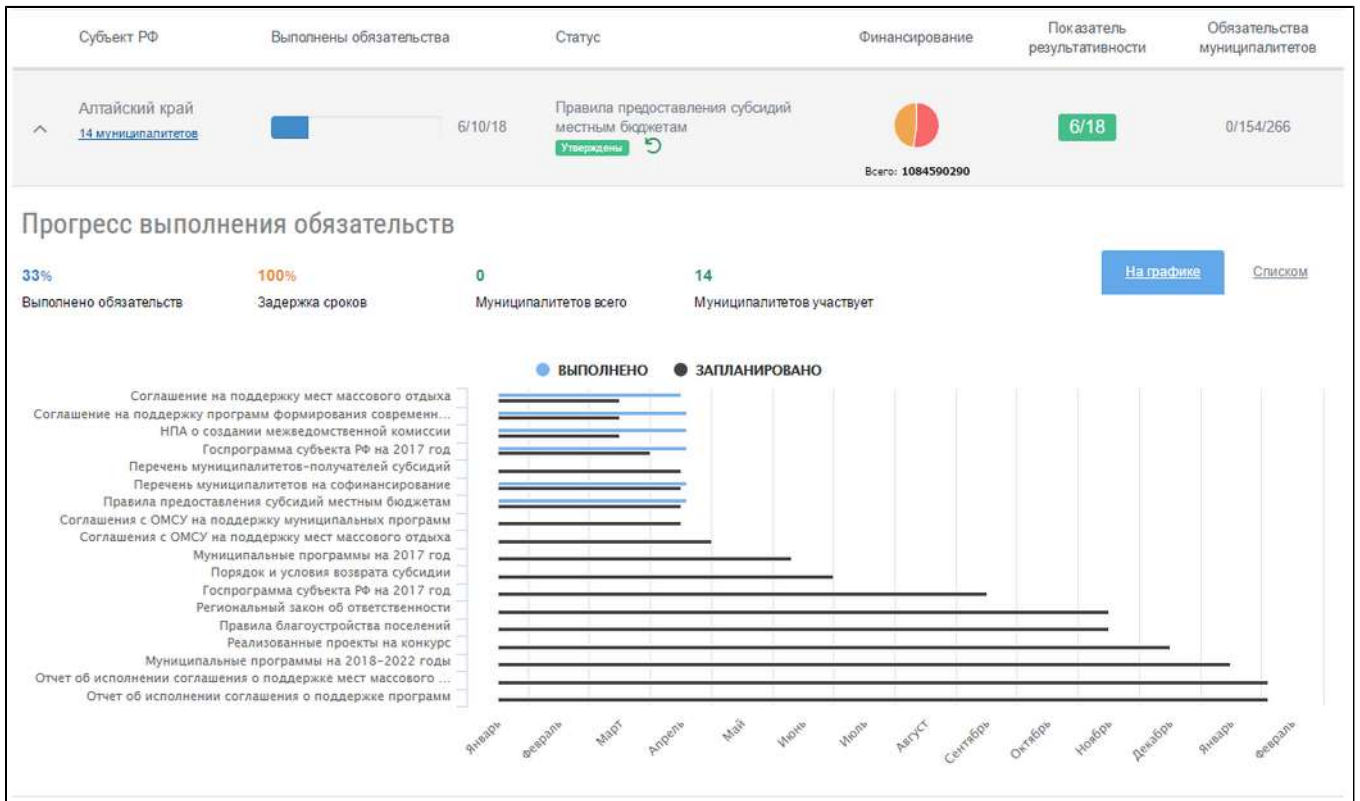 Субъект РФ
Выполнены обязательства
Статус
Финансирование
Показатель
результативности
Обязательства
муниципалитетов
Алтайский край
14 муниципалитетов
6/10/18
Правила предоставления субсидий
местным бюджетам
Утверждены
Всего: 1084590290
6/18
0/154/266
Прогресс выполнения обязательств
33%
Выполнено обязательств
100%
Задержка сроков
0
Муниципалитетов всего
14
Муниципалитетов участвует
На графике
Списком
ВЫПОЛНЕНО
ЗАПЛАНИРОВАНО
Соглашение на поддержку мест массового отдыха
Соглашение на поддержку программ формирования современн...
НПА о создании межведомственной комиссии
Госпрограмма субъекта РФ на 2017 год
Перечень муниципалитетов-получателей субсидий
Перечень муниципалитетов на софинансирование
Правила предоставления субсидий местным бюджетам
Соглашения с ОМСУ на поддержку муниципальных программ
Соглашения с ОМСУ на поддержку мест массового отдыха
Муниципальные программы на 2017 год
Порядок и условия возврата субсидии
Госпрограмма субъекта РФ на 2017 год
Региональный закон об ответственности
Правила благоустройства поселений
Реализованные проекты на конкурс
Муниципальные программы на 2018-2022 годы
Отчет об исполнении соглашения о поддержке мест массового ...
Отчет об исполнении соглашения о поддержке программ
Январь
Февраль
Март
Апрель
Май
Июнь
Июль
Август
Сентябрь
Октябрь
Ноябрь
Декабрь
Январь
Февраль